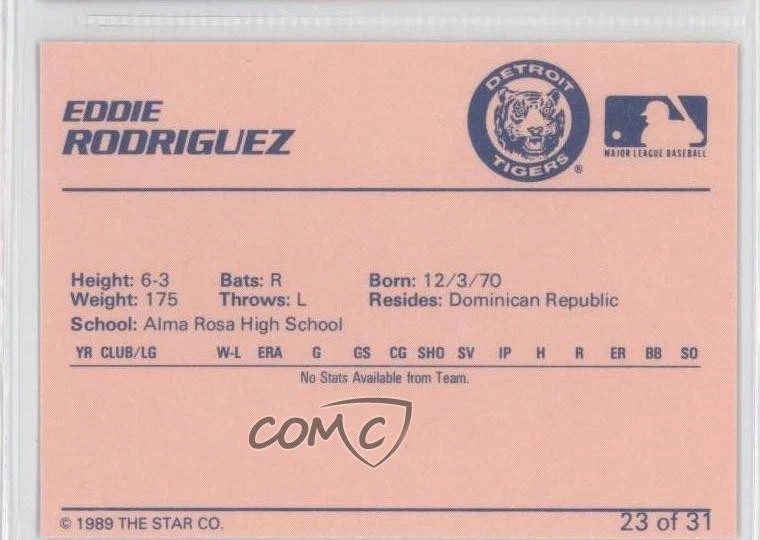 EDDIE
RODRIGUEZ
DETROIT
TIGERS
®
MAJOR LEAGUE BASEBALL
Height: 6-3 Bats: R Born: 12/3/70
Weight: 175 Throws: L Resides: Dominican Republic
School: Alma Rosa High School
YR CLUB/LG W-L ERA G GS CG SHO SV IP H R ER BB SO
No Stats Available from Team.
COMC
© 1989 THE STAR CO. 23 of 31